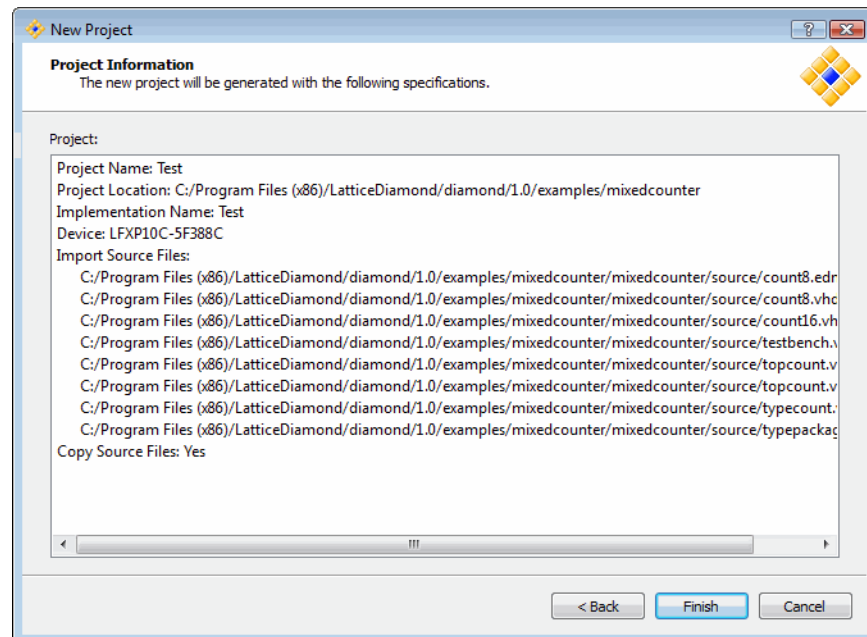 New Project
Project Information
The new project will be generated with the following specifications.
Project:
Project Name: Test
Project Location: C:/Program Files (x86)/LatticeDiamond/diamond/1.0/examples/mixedcounter
Implementation Name: Test
Device: LFXP10C-5F388C
Import Source Files:
C:/Program Files (x86)/LatticeDiamond/diamond/1.0/examples/mixedcounter/mixedcounter/source/count8.edn
C:/Program Files (x86)/LatticeDiamond/diamond/1.0/examples/mixedcounter/mixedcounter/source/count8.vhd
C:/Program Files (x86)/LatticeDiamond/diamond/1.0/examples/mixedcounter/mixedcounter/source/count16.vh
C:/Program Files (x86)/LatticeDiamond/diamond/1.0/examples/mixedcounter/mixedcounter/source/testbench.v
C:/Program Files (x86)/LatticeDiamond/diamond/1.0/examples/mixedcounter/mixedcounter/source/topcount.v
C:/Program Files (x86)/LatticeDiamond/diamond/1.0/examples/mixedcounter/mixedcounter/source/topcount.v
C:/Program Files (x86)/LatticeDiamond/diamond/1.0/examples/mixedcounter/mixedcounter/source/typecount.
C:/Program Files (x86)/LatticeDiamond/diamond/1.0/examples/mixedcounter/mixedcounter/source/typepackag
Copy Source Files: Yes
< Back Finish Cancel